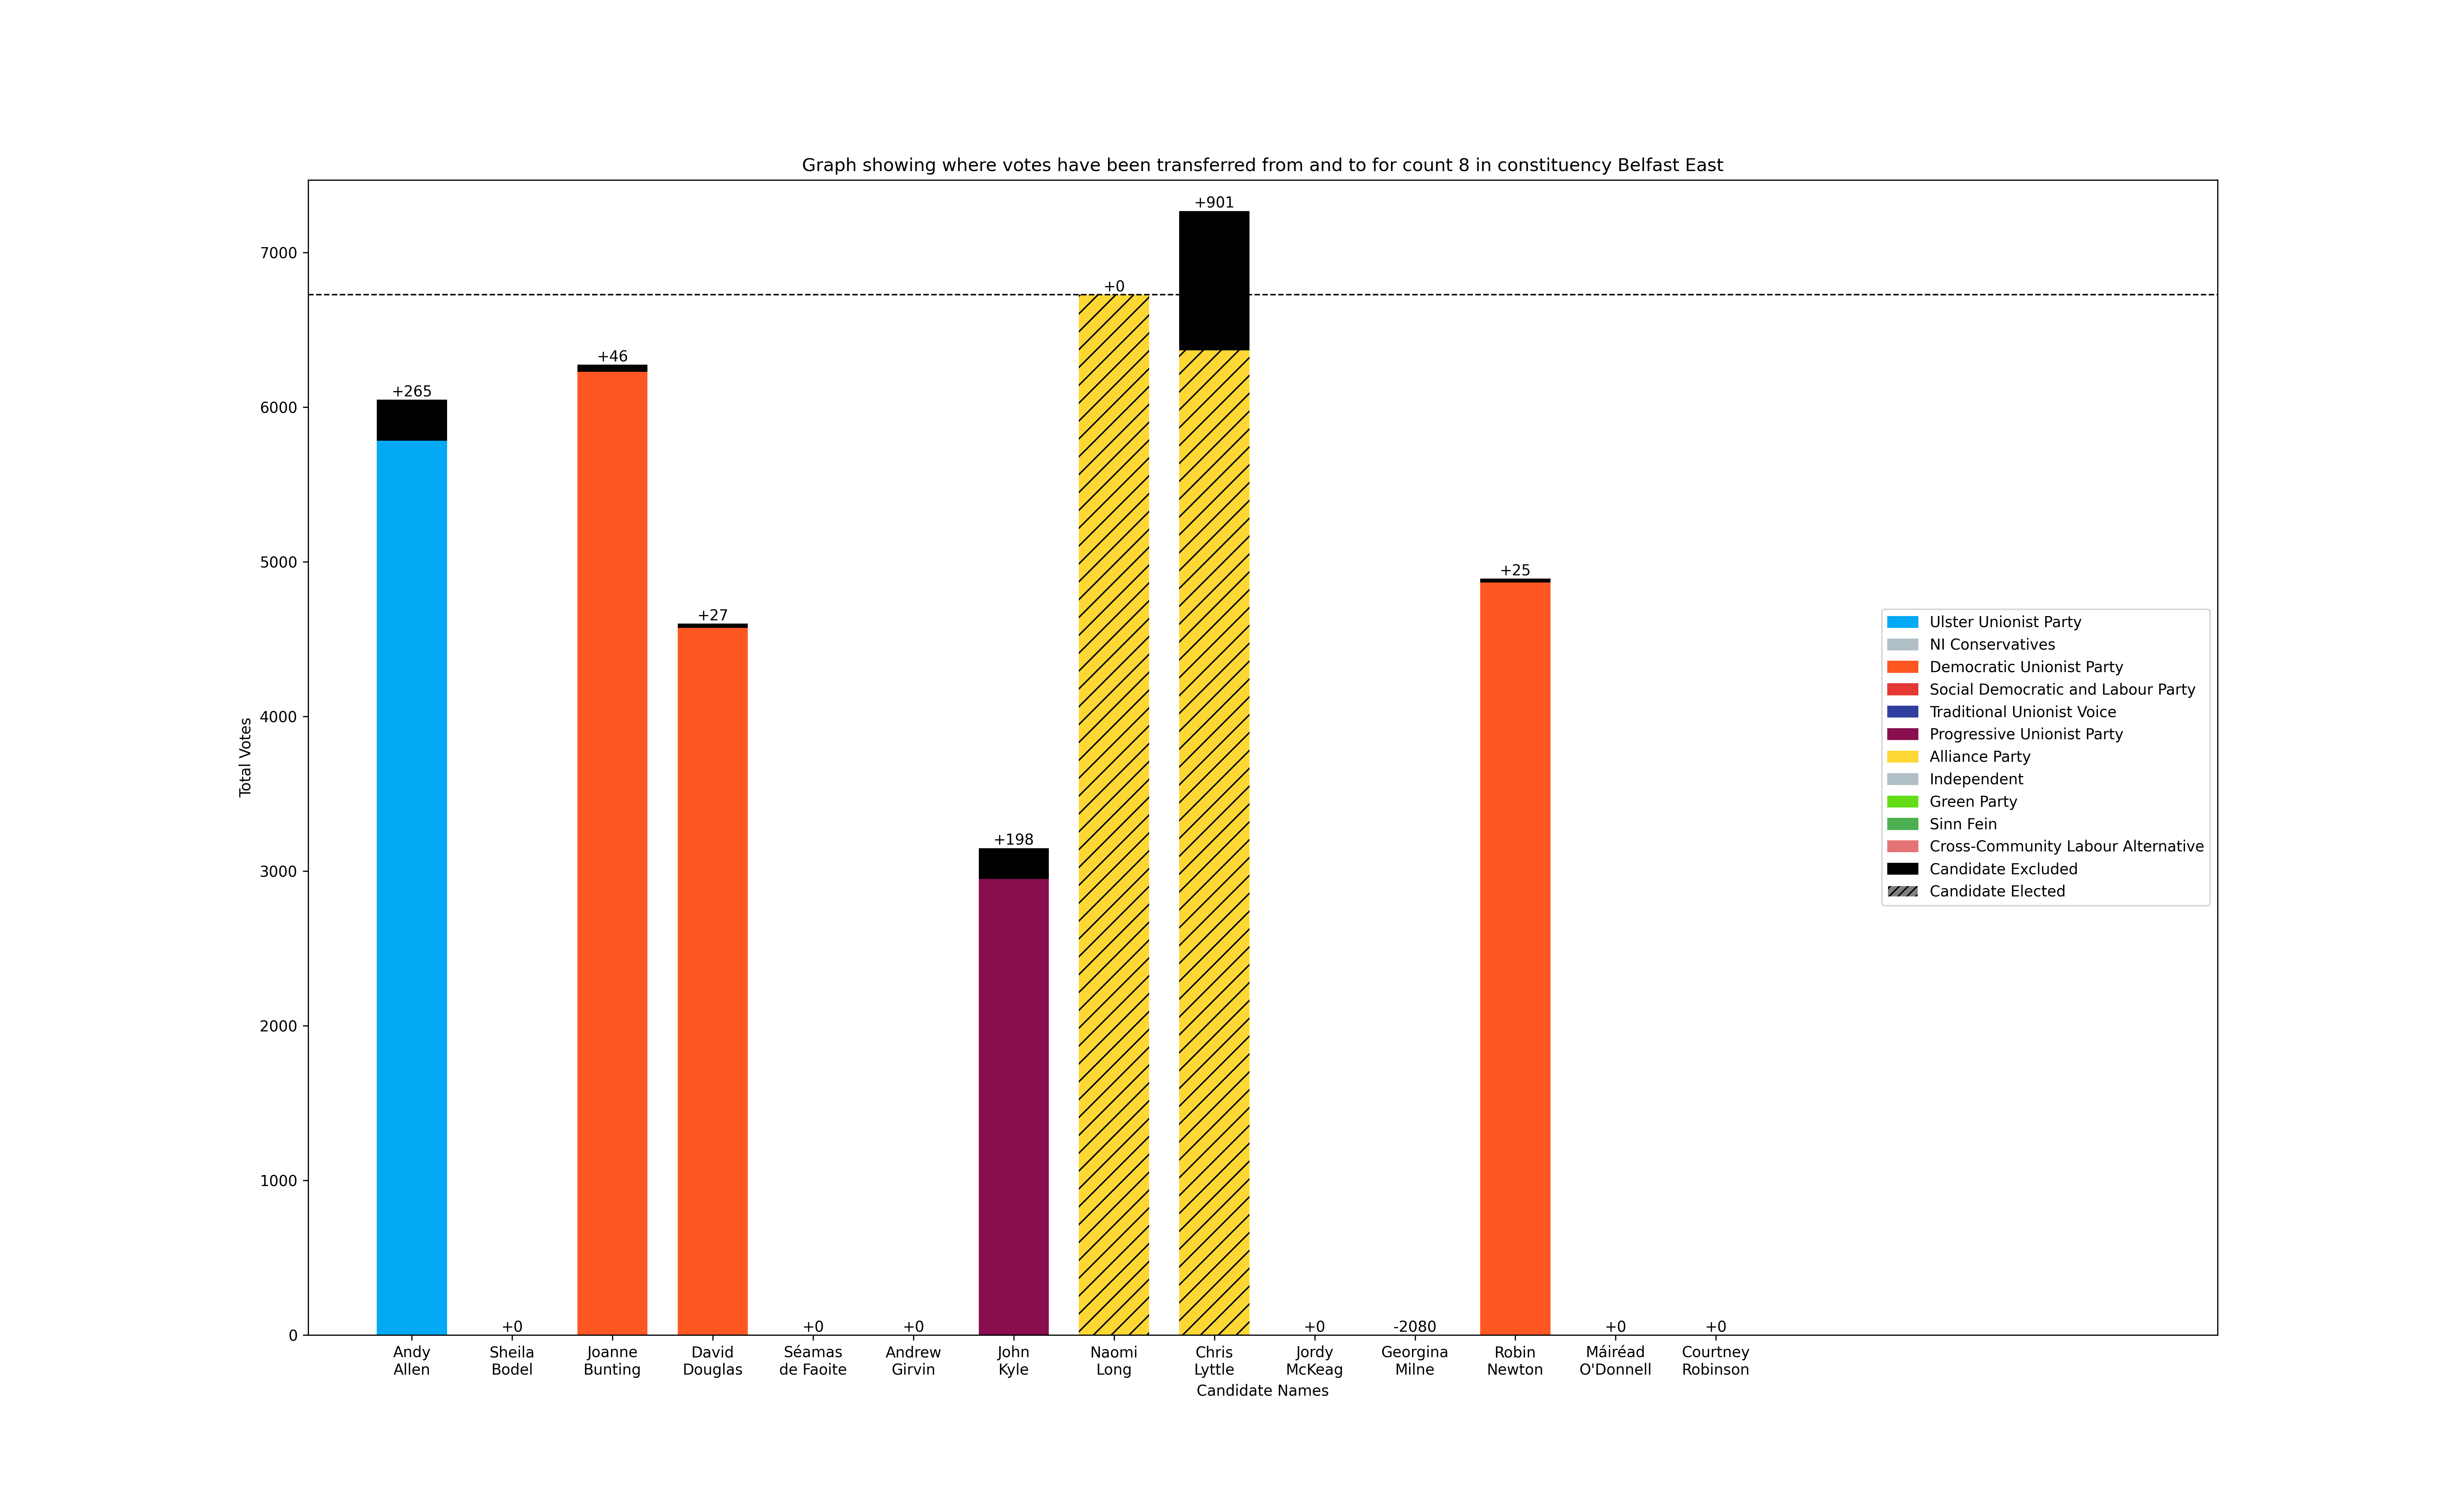 Graph showing where votes have been transferred from and to for count 8 in constituency Belfast East
Total Votes
7000
6000
5000
4000
3000
2000
1000
0
+265
+0
+46
+27
+0
+0
+198
+0
+901
+0
-2080
+25
+0
+0
Andy
Allen
Sheila
Bodel
Joanne
Bunting
David
Douglas
Séamas
de Faoite
Andrew
Girvin
John
Kyle
Naomi
Long
Chris
Lyttle
Jordy
McKeag
Georgina
Milne
Robin
Newton
Máiréad
O'Donnell
Courtney
Robinson
Candidate Names
Ulster Unionist Party
NI Conservatives
Democratic Unionist Party
Social Democratic and Labour Party
Traditional Unionist Voice
Progressive Unionist Party
Alliance Party
Independent
Green Party
Sinn Fein
Cross-Community Labour Alternative
Candidate Excluded
Candidate Elected